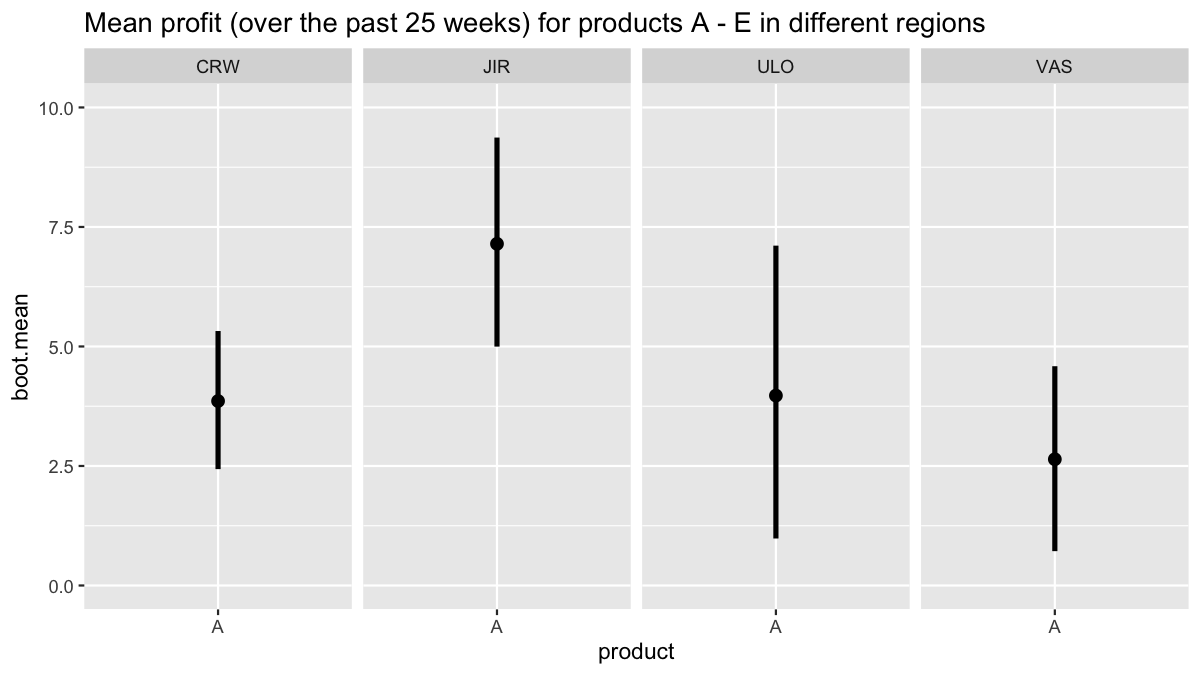 Mean profit (over the past 25 weeks) for products A - E in different regions
CRW JIR ULO VAS
10.0
7.5
5.0
2.5
0.0
boot.mean
A A A A
product